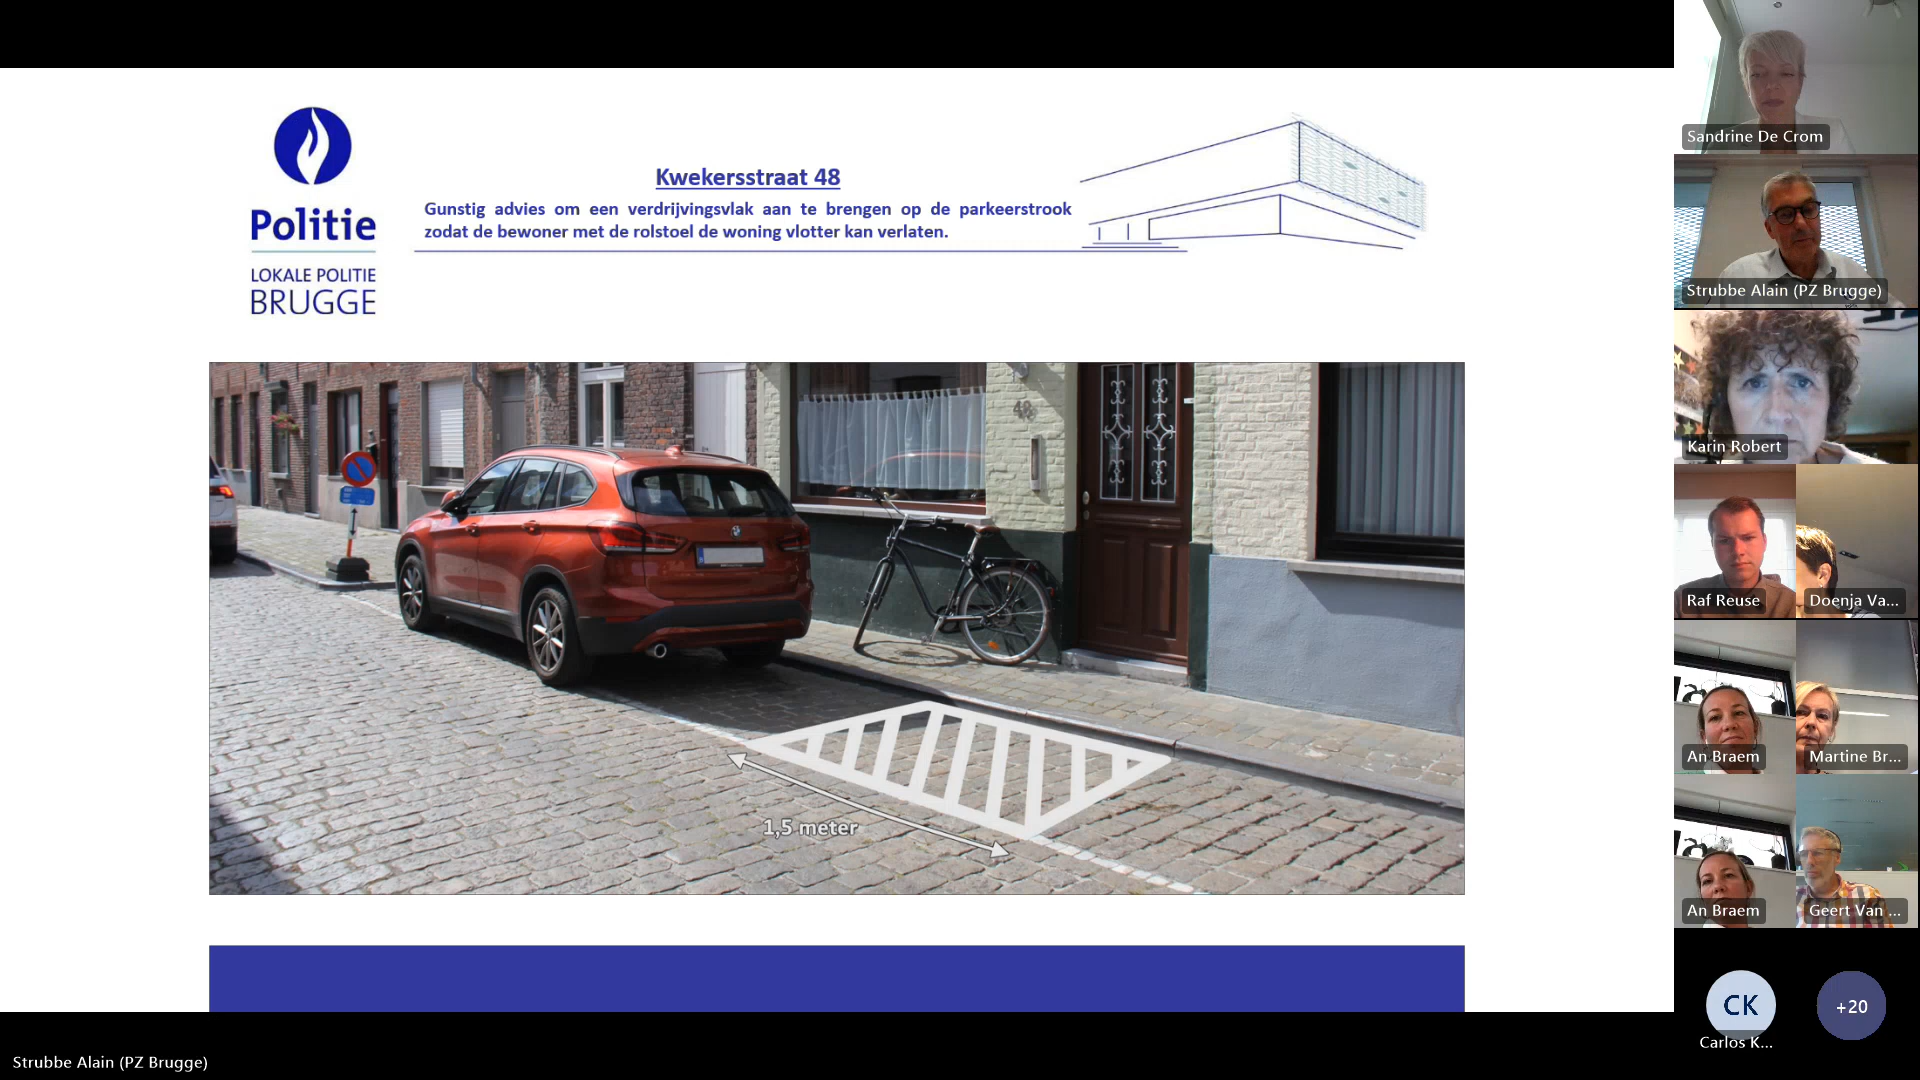 Politie
LOKALE POLITIE
BRUGGE
Kwekersstraat 48
Gunstig advies om een verdrijvingsvlak aan te brengen op de parkeerstrook
zodat de bewoner met de rolstoel de woning vlotter kan verlaten.
48
1,5 meter
Strubbe Alain (PZ Brugge)
Sandrine De Crom
Strubbe Alain (PZ Brugge)
Karin Robert
Raf Reuse
Doenja Va...
An Braem
Martine Br...
An Braem
Geert Van ...
CK
+20
Carlos K...